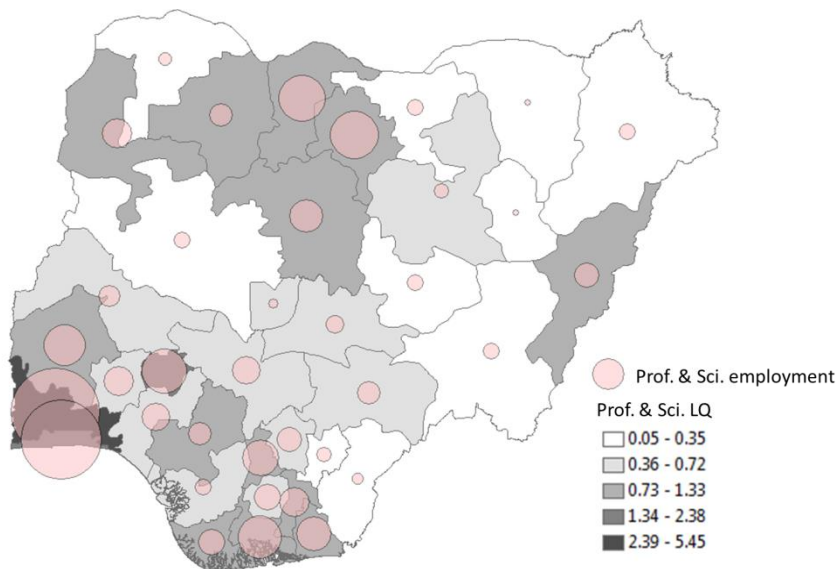 Prof. & Sci. employment
Prof. & Sci. LQ
0.05 - 0.35
0.36 - 0.72
0.73 - 1.33
1.34 - 2.38
2.39 - 5.45